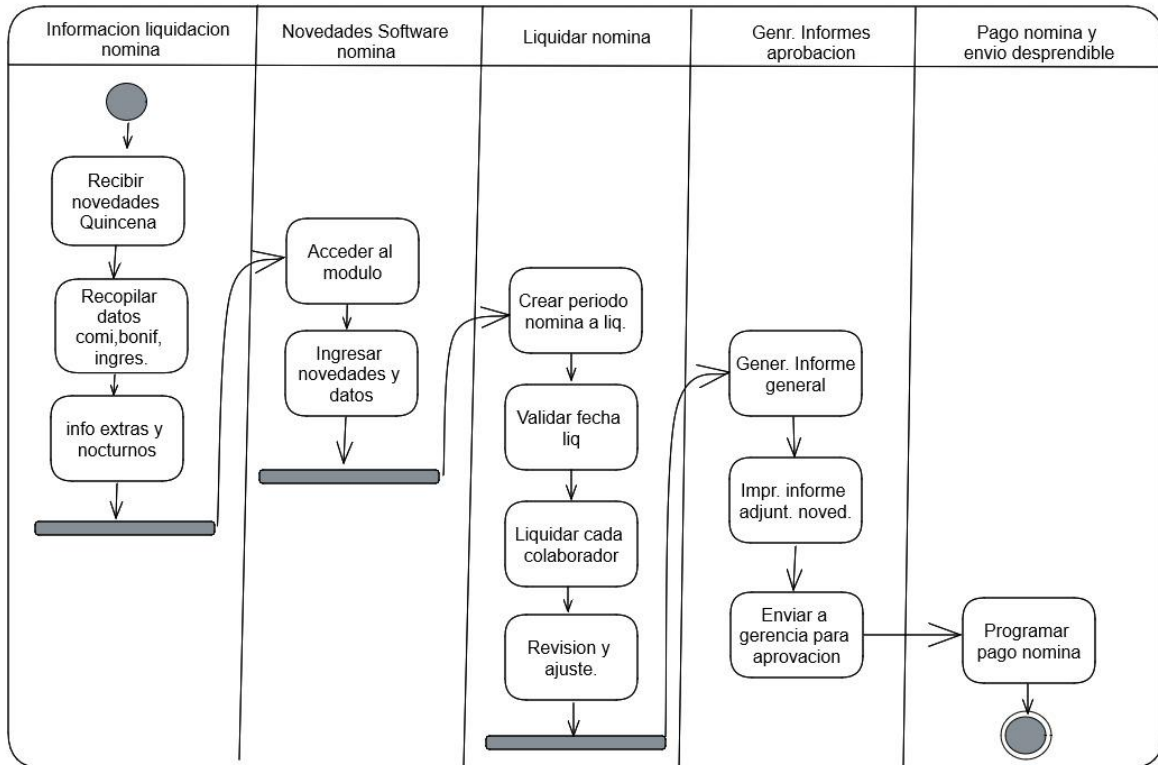 Informacion liquidacion
nomina
Novedades Software
nomina
Liquidar nomina
Genr. Informes
aprobacion
Pago nomina y
envio desprendible
Recibir
novedades
Quincena
Recopilar
datos
comi,bonif,
ingres.
info extras y
nocturnos
Acceder al
modulo
Ingresar
novedades y
datos
Crear periodo
nomina a liq.
Validar fecha
liq
Liquidar cada
colaborador
Revision y
ajuste.
Gener. Informe
general
Impr. informe
adjunt. noved.
Enviar a
gerencia para
aprovacion
Programar
pago nomina